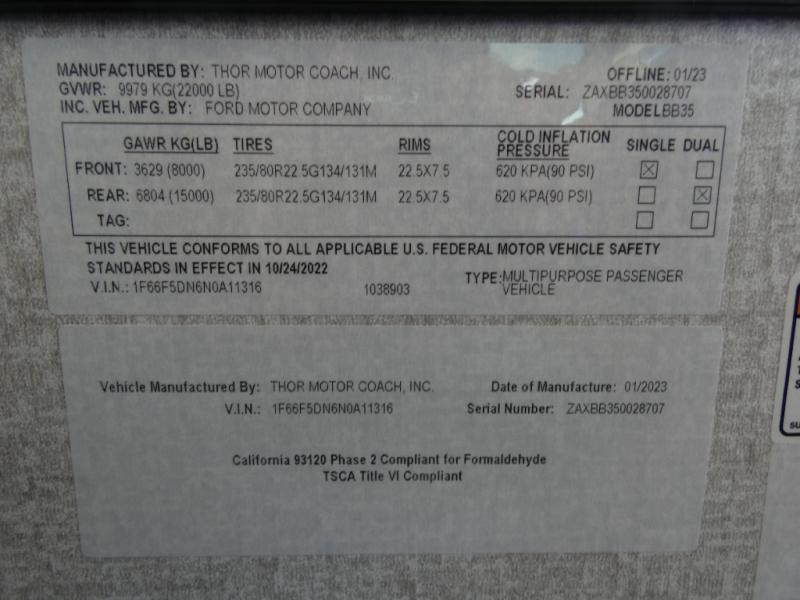 MANUFACTURED BY: THOR MOTOR COACH, INC.
OFFLINE: 01/23
GVWR: 9979 KG(22000 LB)
SERIAL: ZAXBB350028707
INC. VEH. MFG. BY: FORD MOTOR COMPANY
MODELBB35
GAWR KG(LB) TIRES RIMS COLD INFLATION PRESSURE SINGLE DUAL
FRONT: 3629 (8000) 235/80R22.5G134/131M 22.5X7.5 620 KPA(90 PSI) ☒ ☐
REAR: 6804 (15000) 235/80R22.5G134/131M 22.5X7.5 620 KPA(90 PSI) ☐ ☒
TAG: ☐ ☐
THIS VEHICLE CONFORMS TO ALL APPLICABLE U.S. FEDERAL MOTOR VEHICLE SAFETY
STANDARDS IN EFFECT IN 10/24/2022
V.I.N.: 1F66F5DN6N0A11316 1038903
TYPE: MULTIPURPOSE PASSENGER
VEHICLE
Vehicle Manufactured By: THOR MOTOR COACH, INC. Date of Manufacture: 01/2023
V.I.N.: 1F66F5DN6N0A11316 Serial Number: ZAXBB350028707
California 93120 Phase 2 Compliant for Formaldehyde
TSCA Title VI Compliant